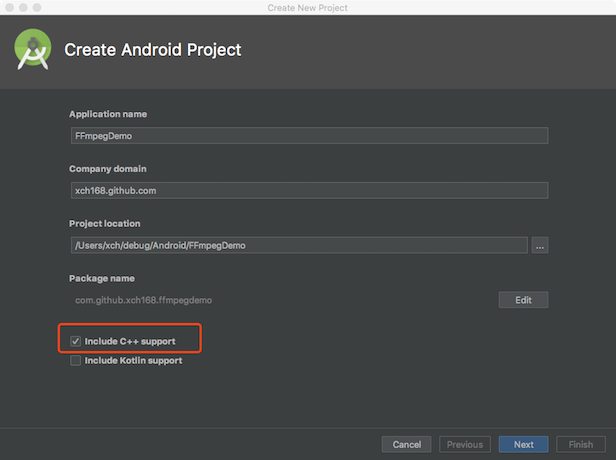 Create New Project
Create Android Project
Application name
FFmpegDemo
Company domain
xch168.github.com
Project location
/Users/xch/debug/Android/FFmpegDemo
...
Package name
com.github.xch168.ffmpegdemo
Edit
Include C++ support
Include Kotlin support
Cancel
Previous
Next
Finish